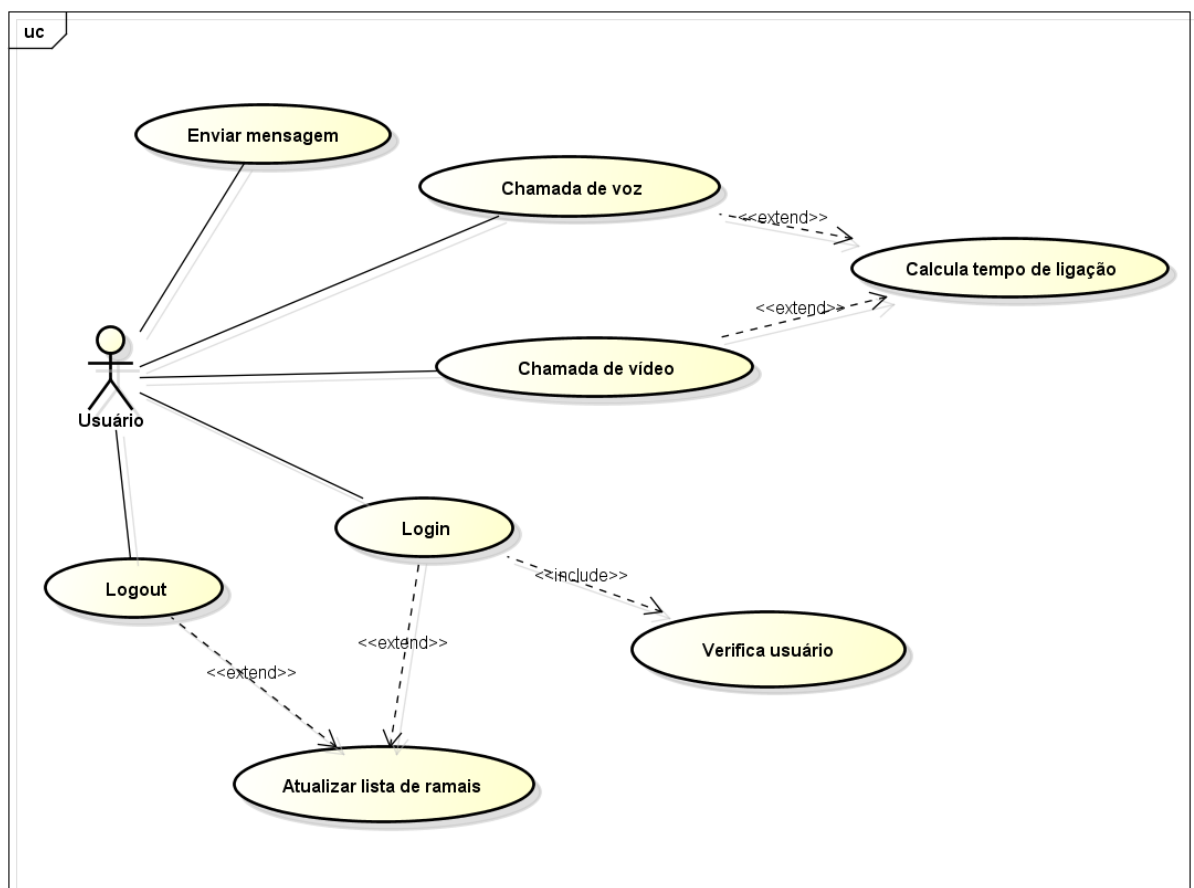 uc
Enviar mensagem
Chamada de voz
<<extend>>
Calcula tempo de ligação
<<extend>>
Chamada de vídeo
Usuário
Login
<<include>>
Logout
<<extend>>
Verifica usuário
<<extend>>
Atualizar lista de ramais